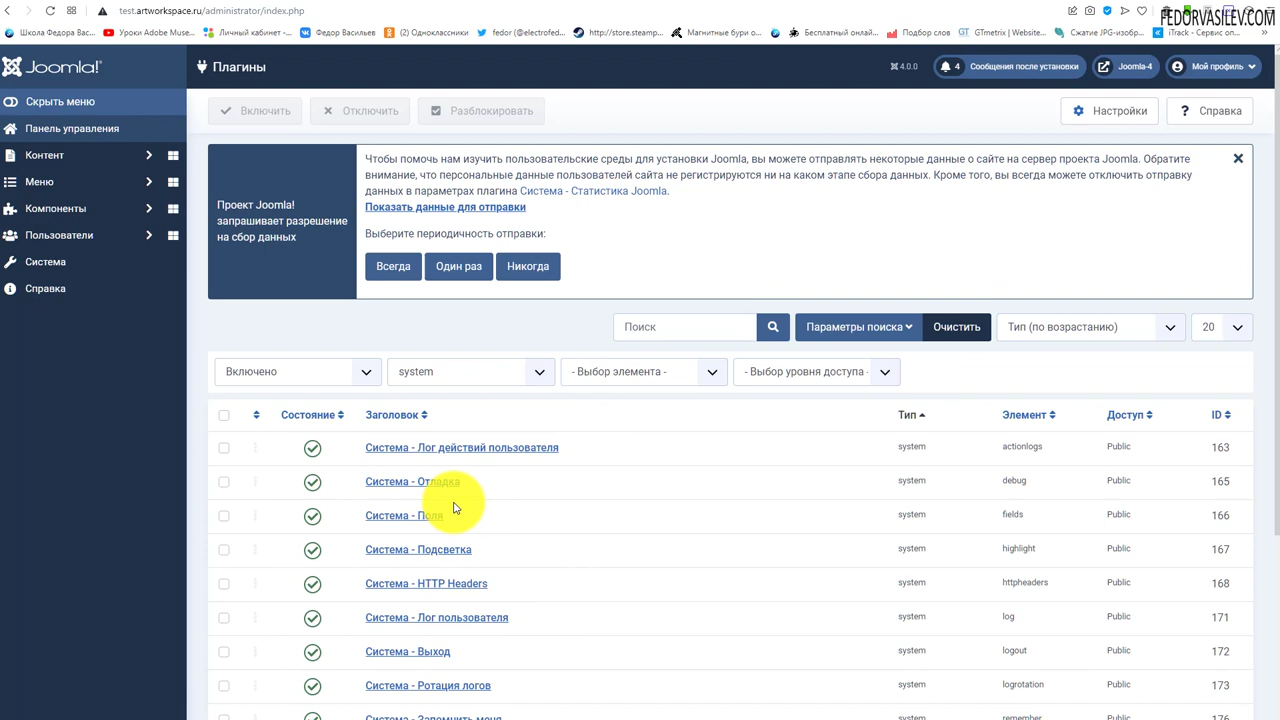 test.artworkspace.ru/administrator/index.php
FEDORVASILEV.COM
Школа Федора Вас...
Уроки Adobe Muse...
Личный кабинет -...
Федор Васильев
(2) Одноклассники
fedor (@electrofed...
http://store.steamp...
Магнитные бури о...
Бесплатный онлай...
Подбор слов
GTmetrix | Website...
Сжатие JPG-изобр...
iTrack - Сервис оп...
Joomla!
Плагины
4.0.0
4 Сообщения после установки
Joomla-4
Мой профиль
Скрыть меню
Панель управления
Контент
Меню
Компоненты
Пользователи
Система
Справка
Включить
Отключить
Разблокировать
Настройки
? Справка
Проект Joomla!
запрашивает разрешение
на сбор данных
Чтобы помочь нам изучить пользовательские среды для установки Joomla, вы можете отправлять некоторые данные о сайте на сервер проекта Joomla. Обратите
внимание, что персональные данные пользователей сайта не регистрируются ни на каком этапе сбора данных. Кроме того, вы всегда можете отключить отправку
данных в параметрах плагина Система - Статистика Joomla.
Показать данные для отправки
Выберите периодичность отправки:
Всегда
Один раз
Никогда
Поиск
Параметры поиска
Очистить
Тип (по возрастанию)
20
Включено
system
- Выбор элемента -
- Выбор уровня доступа -
Состояние Заголовок Тип Элемент Доступ ID
Система - Лог действий пользователя system actionlogs Public 163
Система - Отладка system debug Public 165
Система - Поля system fields Public 166
Система - Подсветка system highlight Public 167
Система - HTTP Headers system httpheaders Public 168
Система - Лог пользователя system log Public 171
Система - Выход system logout Public 172
Система - Ротация логов system logrotation Public 173
Система - Запомнить меня system remember Public 176